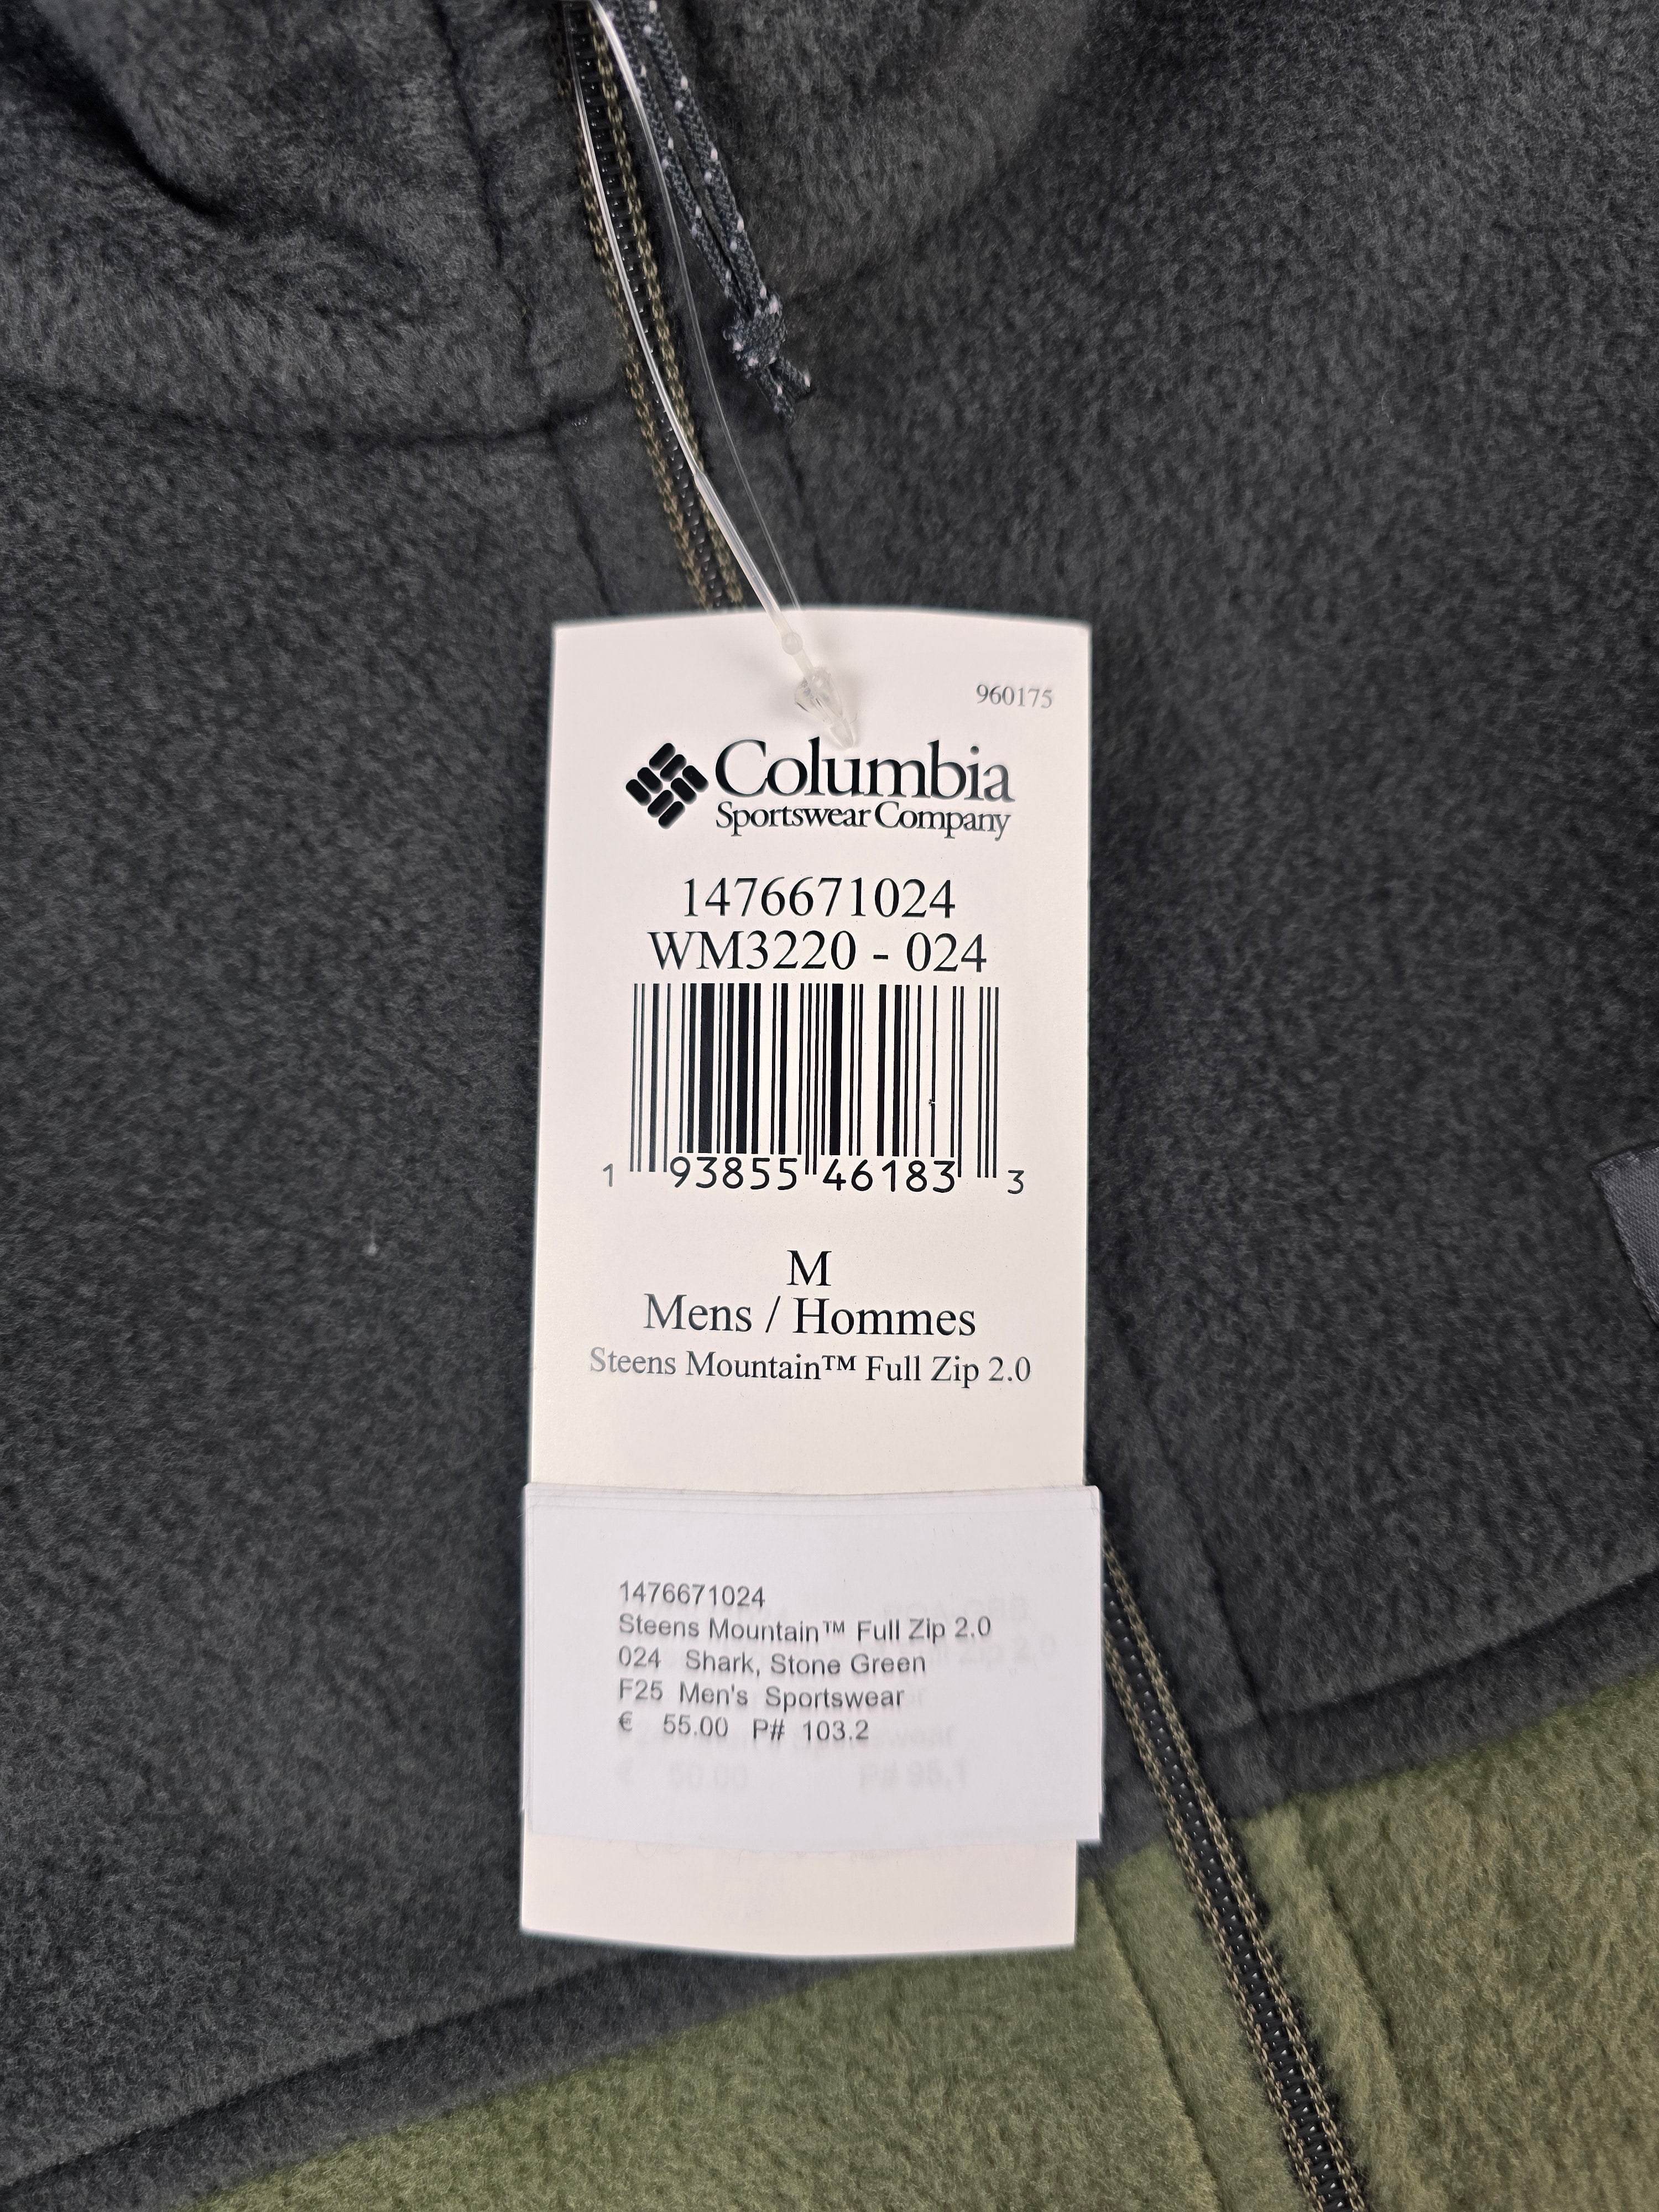 960175
Columbia
Sportswear Company
1476671024
WM3220 - 024
1 93855 46183 3
M
Mens / Hommes
Steens Mountain™ Full Zip 2.0
1476671024
Steens Mountain™ Full Zip 2.0
024 Shark, Stone Green
F25 Men's Sportswear
€ 55.00 P# 103.2